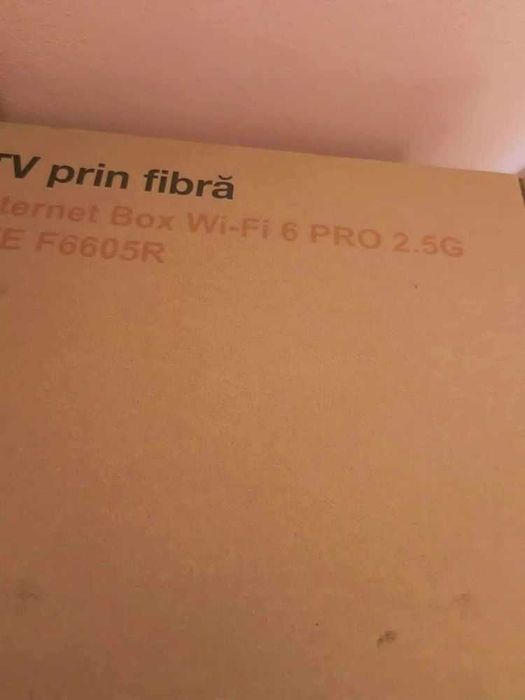 TV prin fibră
ternet Box Wi-Fi 6 PRO 2.5G
E F6605R